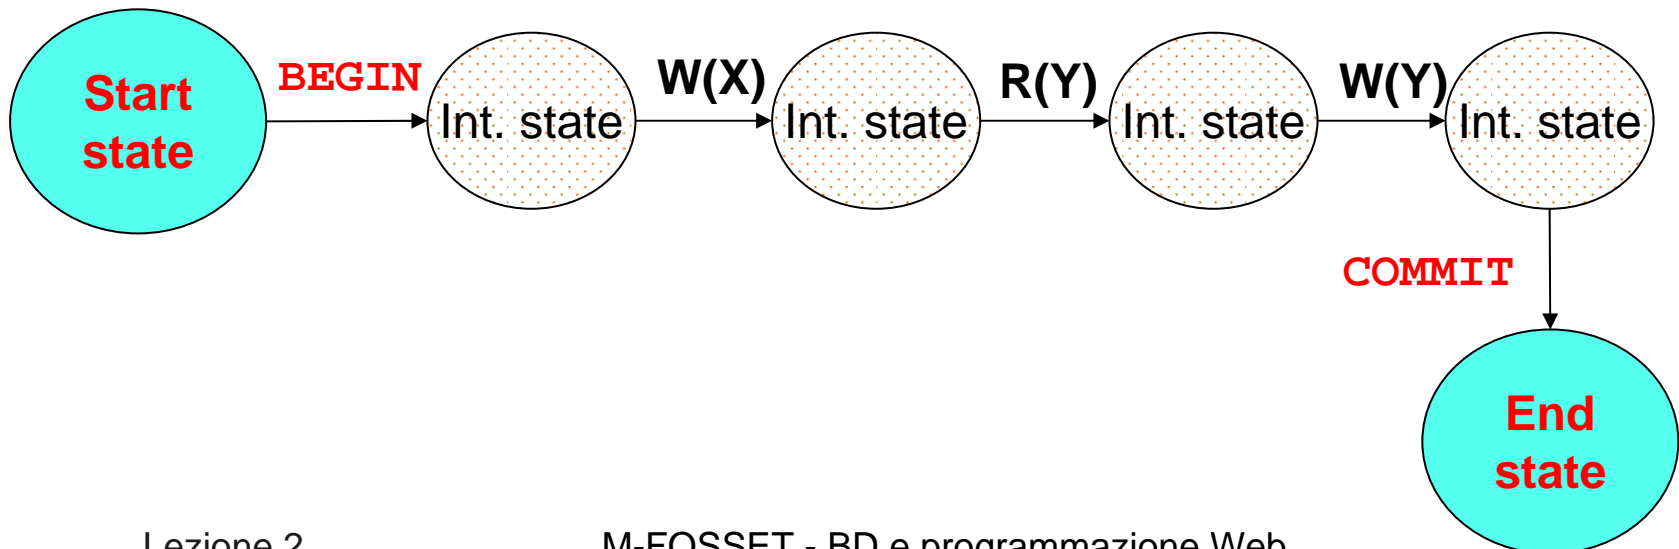 Start
state
BEGIN
Int. state
W(X)
Int. state
R(Y)
Int. state
W(Y)
Int. state
COMMIT
End
state
Lezione 2
M-FOSSET - BD e programmazione Web